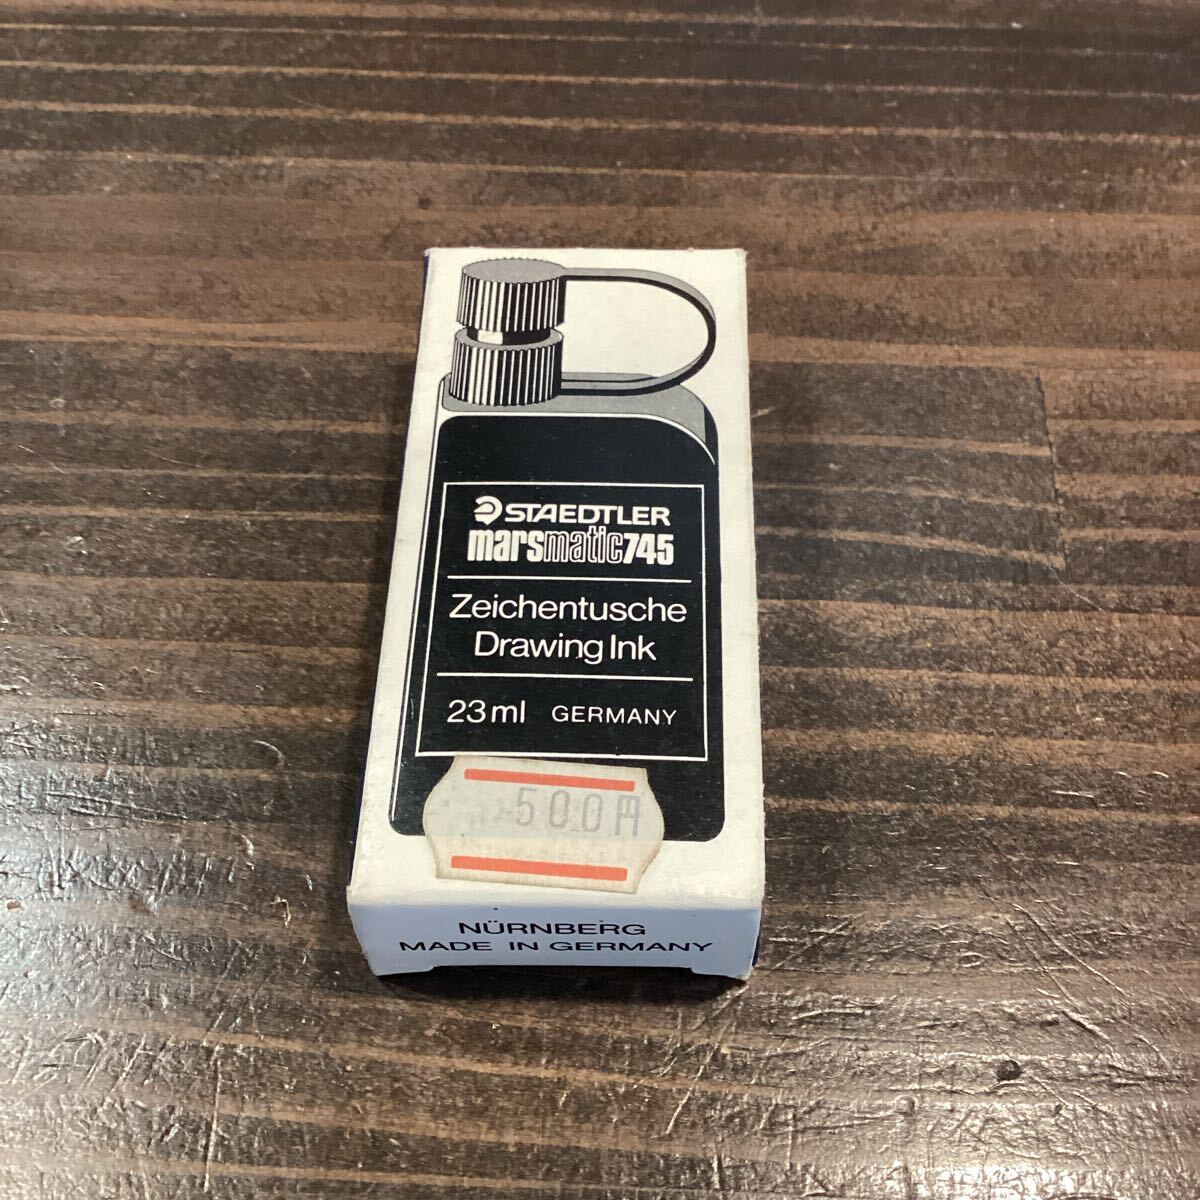 STAEDTLER
marsmatic745
Zeichentusche
Drawing Ink
23ml GERMANY
500円
NÜRNBERG
MADE IN GERMANY